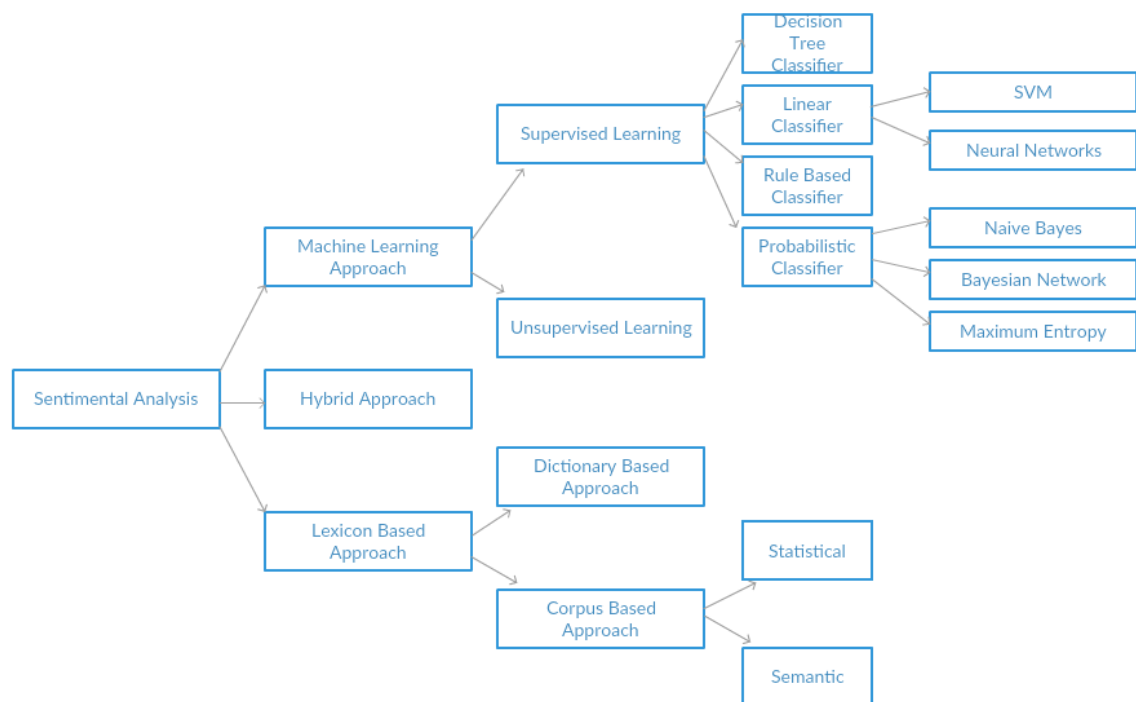 Decision
Tree
Classifier
SVM
Linear
Classifier
Supervised Learning
Neural Networks
Rule Based
Classifier
Naive Bayes
Machine Learning
Approach
Probabilistic
Classifier
Bayesian Network
Unsupervised Learning
Maximum Entropy
Sentimental Analysis
Hybrid Approach
Dictionary Based
Approach
Lexicon Based
Approach
Statistical
Corpus Based
Approach
Semantic